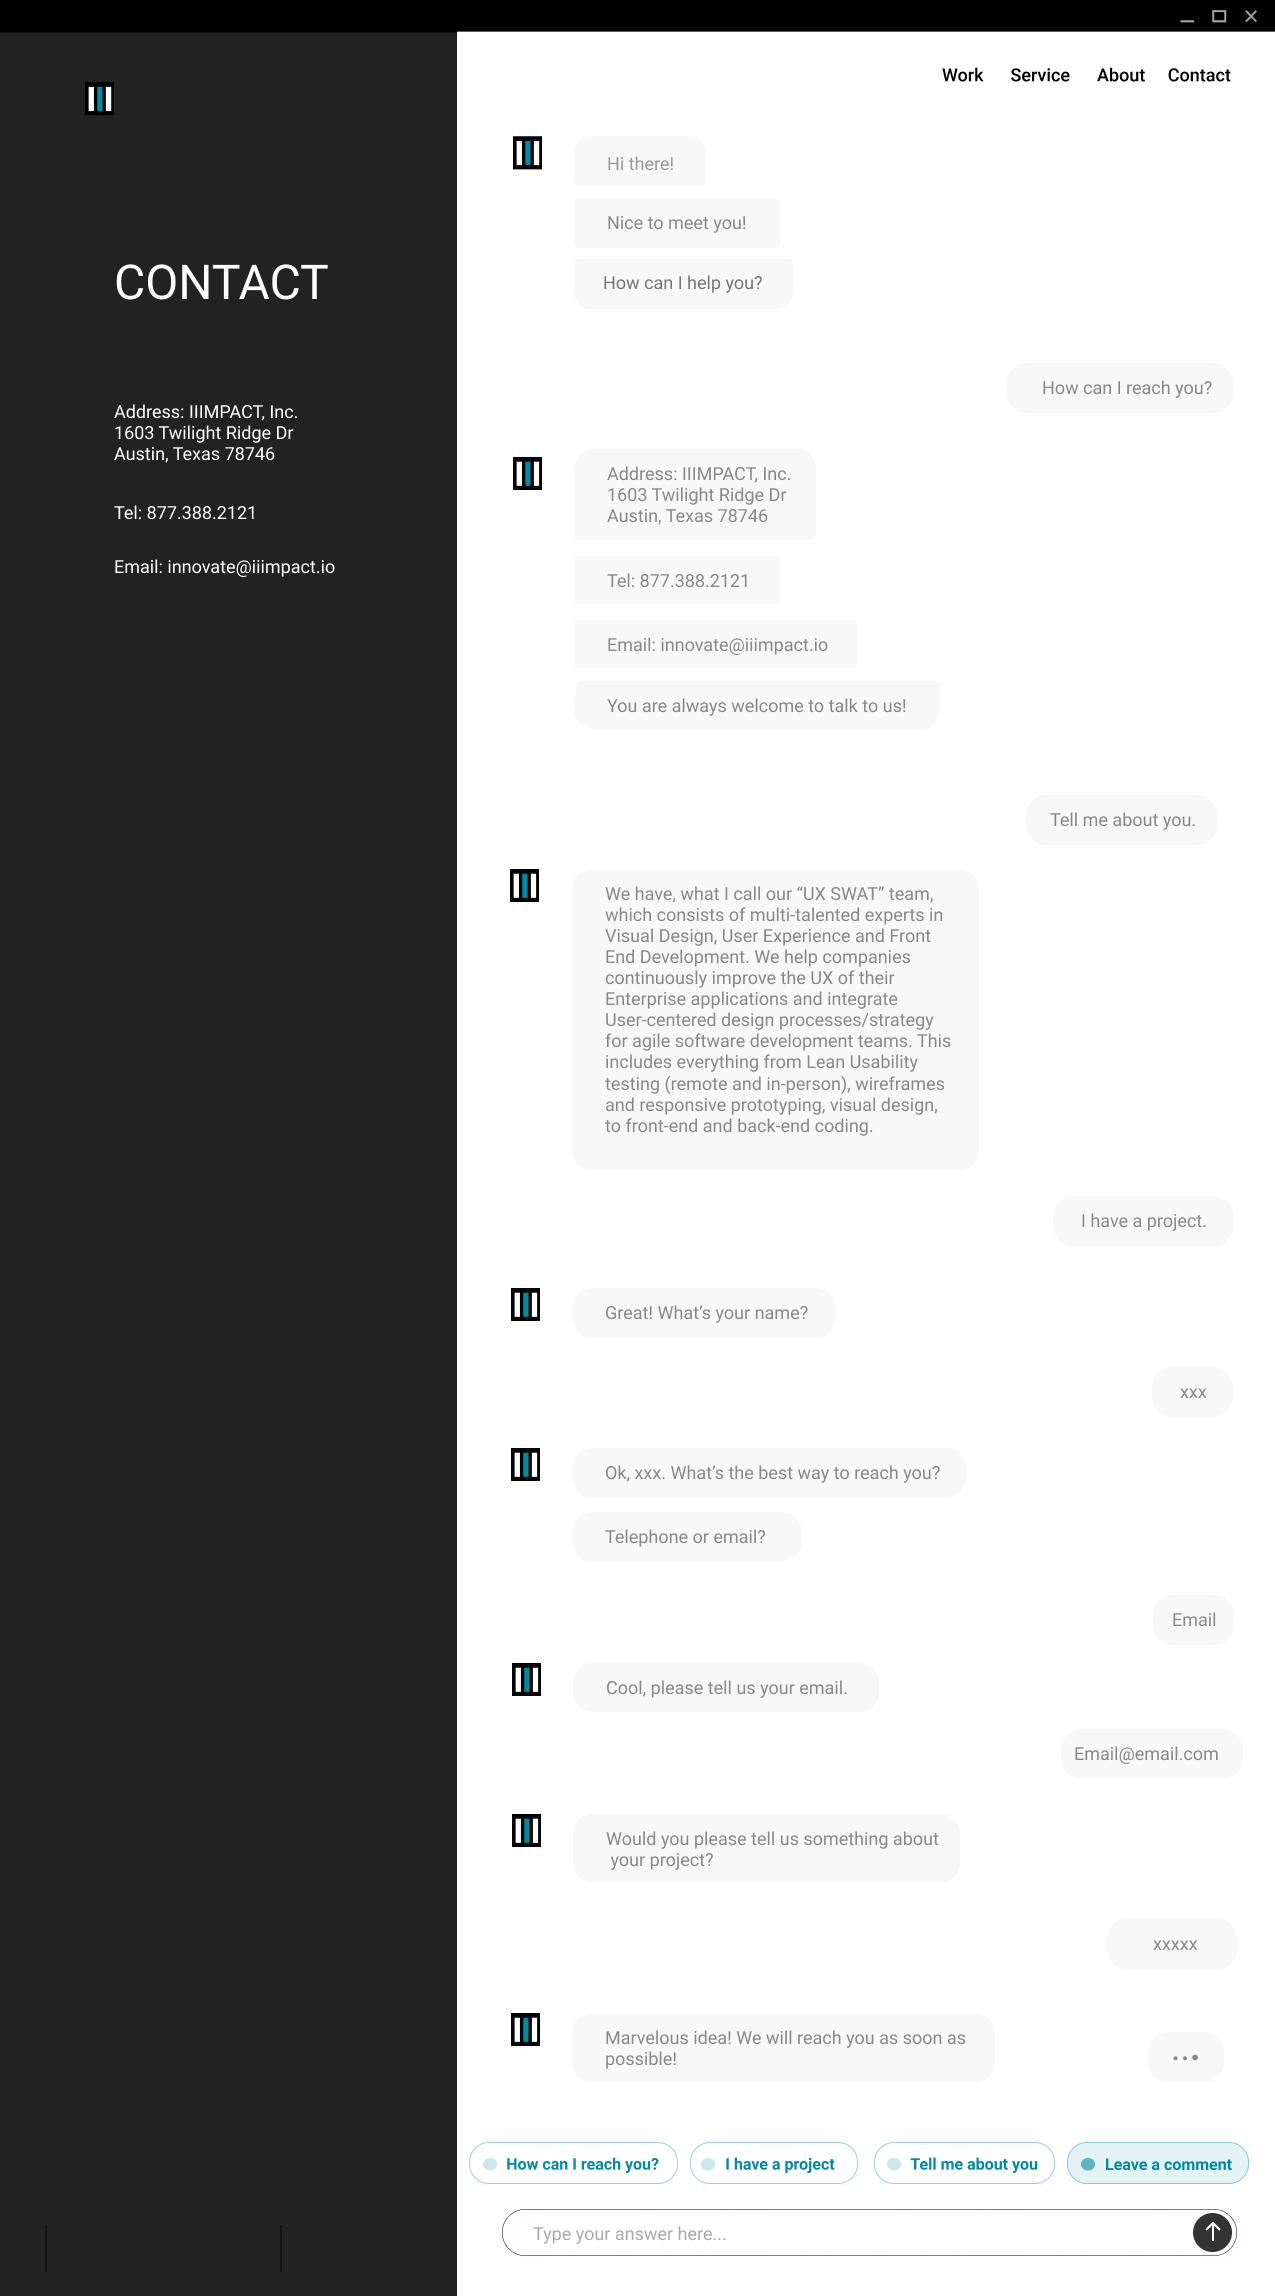 Work Service About Contact
CONTACT
Address: IIIMPACT, Inc.
1603 Twilight Ridge Dr
Austin, Texas 78746
Tel: 877.388.2121
Email: innovate@iiimpact.io
Hi there!
Nice to meet you!
How can I help you?
How can I reach you?
Address: IIIMPACT, Inc.
1603 Twilight Ridge Dr
Austin, Texas 78746
Tel: 877.388.2121
Email: innovate@iiimpact.io
You are always welcome to talk to us!
Tell me about you.
We have, what I call our “UX SWAT” team,
which consists of multi-talented experts in
Visual Design, User Experience and Front
End Development. We help companies
continuously improve the UX of their
Enterprise applications and integrate
User-centered design processes/strategy
for agile software development teams. This
includes everything from Lean Usability
testing (remote and in-person), wireframes
and responsive prototyping, visual design,
to front-end and back-end coding.
I have a project.
Great! What’s your name?
xxx
Ok, xxx. What’s the best way to reach you?
Telephone or email?
Email
Cool, please tell us your email.
Email@email.com
Would you please tell us something about
your project?
xxxxx
Marvelous idea! We will reach you as soon as
possible!
How can I reach you? I have a project Tell me about you Leave a comment
Type your answer here...